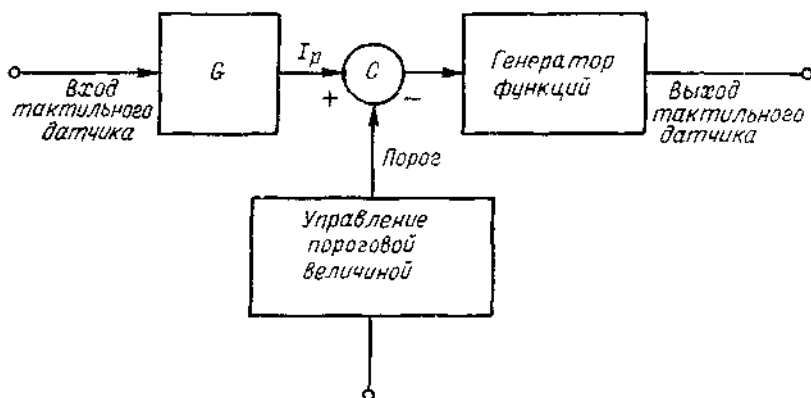 G
I_p
+
C
−
Генератор
функций
Вход
тактильного
датчика
Выход
тактильного
датчика
Порог
Управление
пороговой
величиной